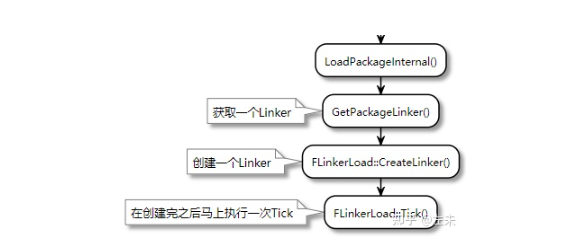 LoadPackageInternal()
获取一个Linker
GetPackageLinker()
创建一个Linker
FLinkerLoad::CreateLinker()
在创建完之后马上执行一次Tick
FLinkerLoad::Tick()
知乎 @左未